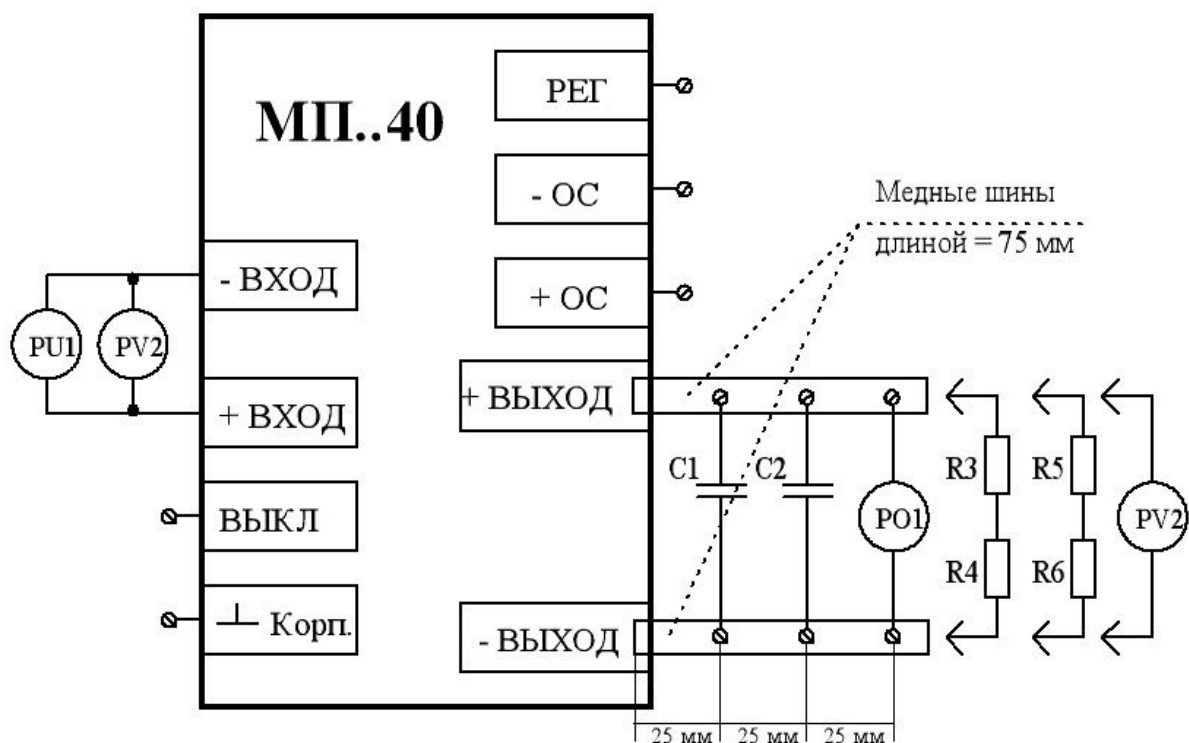 МП..40
РЕГ
- ОС
+ ОС
Медные шины
длиной = 75 мм
- ВХОД
PU1
PV2
+ ВХОД
+ ВЫХОД
C1
C2
R3
R5
ВЫКЛ
PO1
PV2
R4
R6
Корп.
- ВЫХОД
25 мм
25 мм
25 мм